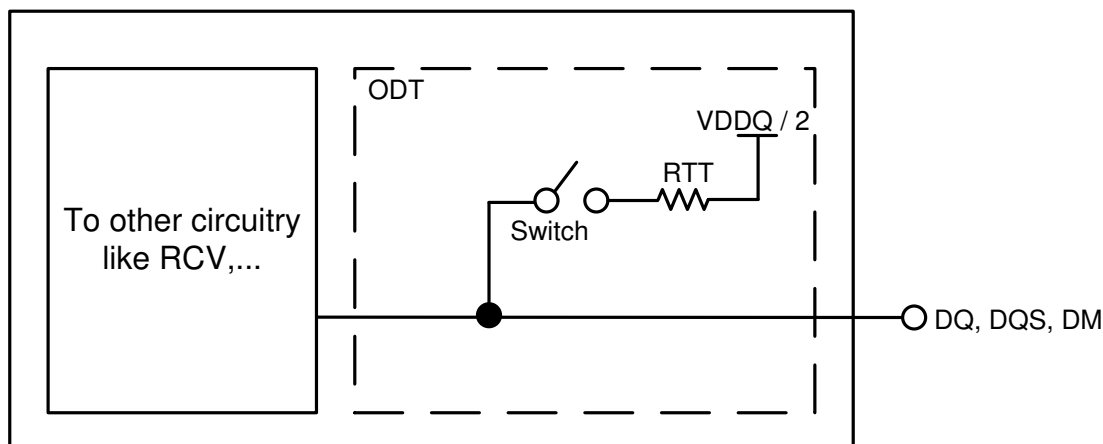 ODT
VDDQ / 2
RTT
Switch
To other circuitry
like RCV,...
DQ, DQS, DM